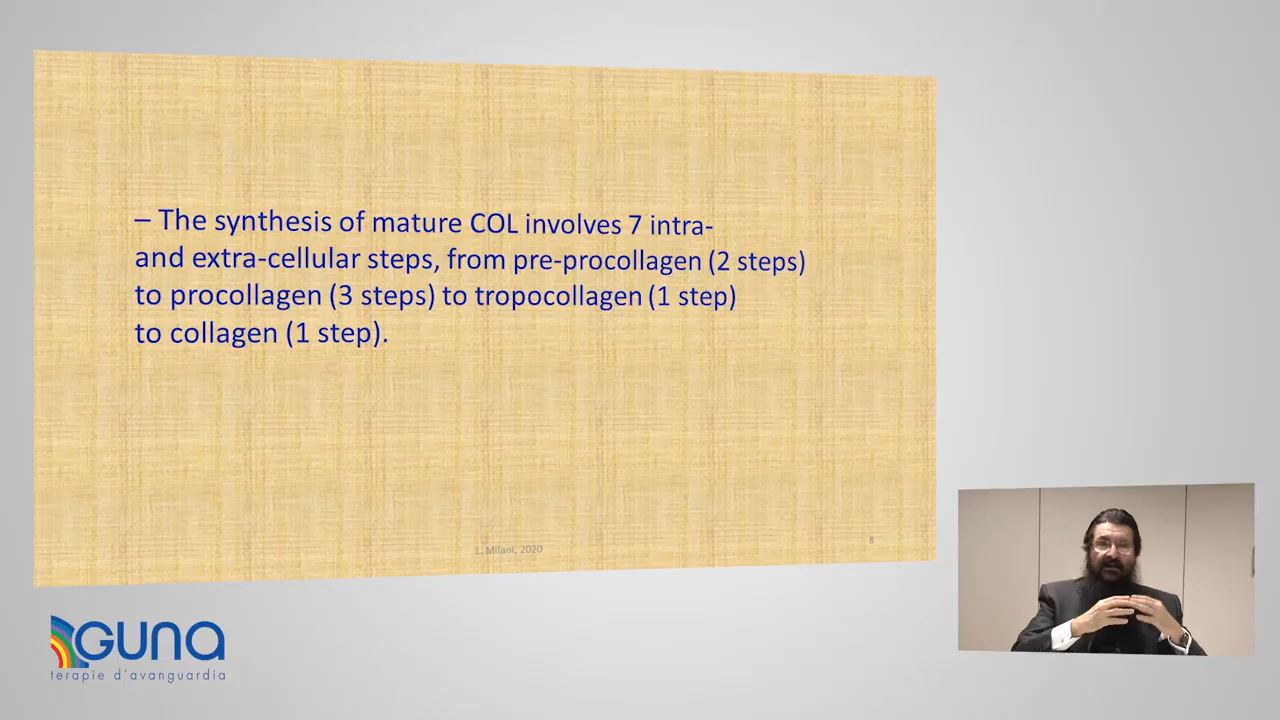 – The synthesis of mature COL involves 7 intra-
and extra-cellular steps, from pre-procollagen (2 steps)
to procollagen (3 steps) to tropocollagen (1 step)
to collagen (1 step).
L. Milani, 2020
8
GUNA
terapie d'avanguardia